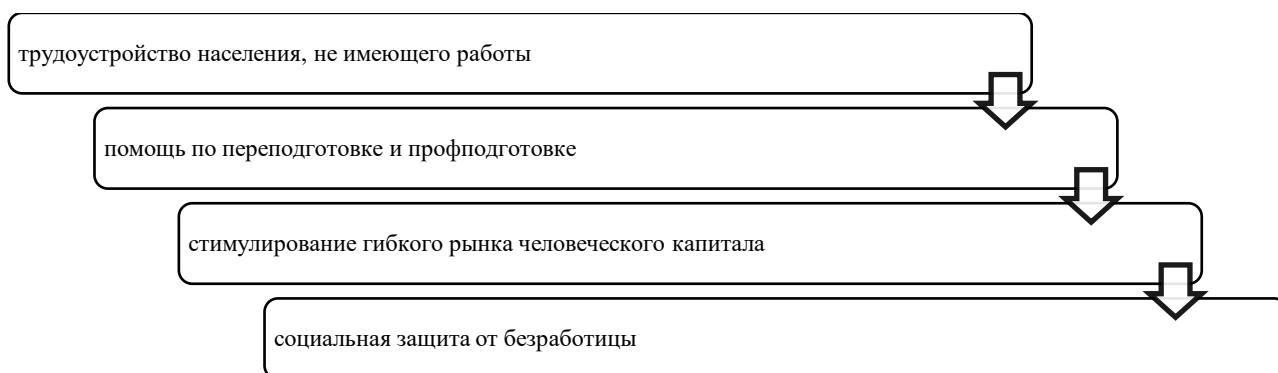 трудоустройство населения, не имеющего работы
помощь по переподготовке и профподготовке
стимулирование гибкого рынка человеческого капитала
социальная защита от безработицы